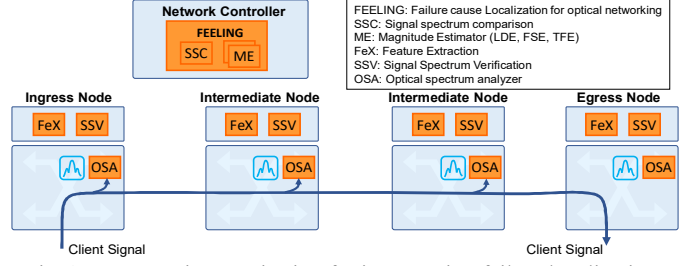 Network Controller
FEELING
SSC
ME
FEELING: Failure cause Localization for optical networking
SSC: Signal spectrum comparison
ME: Magnitude Estimator (LDE, FSE, TFE)
FeX: Feature Extraction
SSV: Signal Spectrum Verification
OSA: Optical spectrum analyzer
Ingress Node
Intermediate Node
Intermediate Node
Egress Node
FeX SSV
FeX SSV
FeX SSV
FeX SSV
OSA
OSA
OSA
OSA
Client Signal
Client Signal